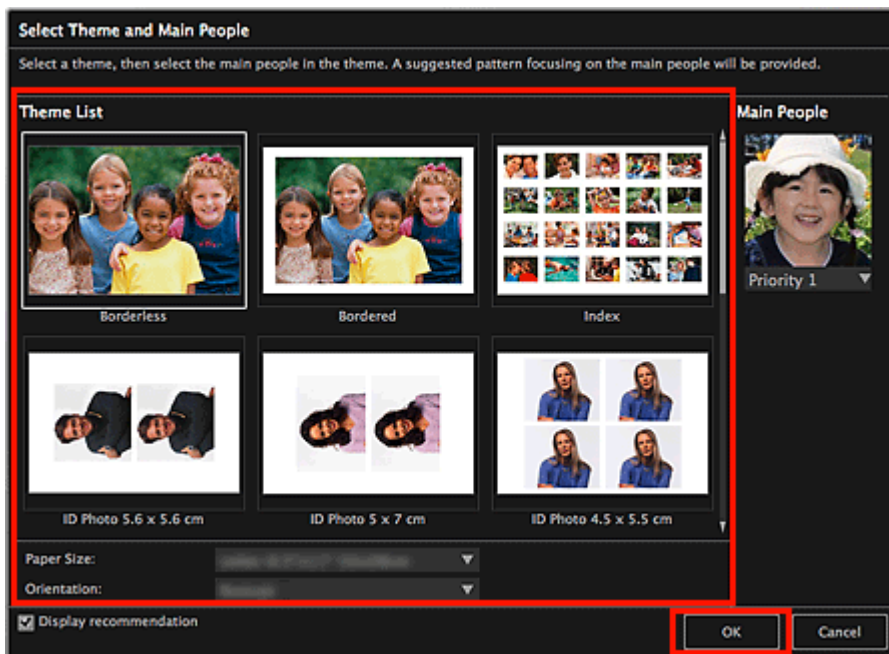 Select Theme and Main People
Select a theme, then select the main people in the theme. A suggested pattern focusing on the main people will be provided.
Theme List
Main People
Borderless
Bordered
Index
Priority 1
ID Photo 5.6 x 5.6 cm
ID Photo 5 x 7 cm
ID Photo 4.5 x 5.5 cm
Paper Size:
Orientation:
Display recommendation
OK
Cancel